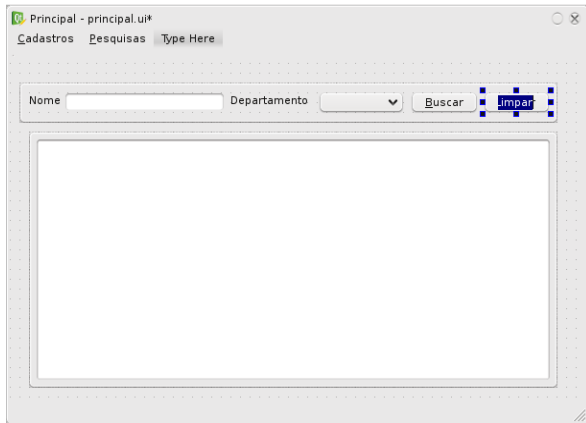 Principal - principal.ui*
Cadastros Pesquisas Type Here
Nome Departamento Buscar Limpar